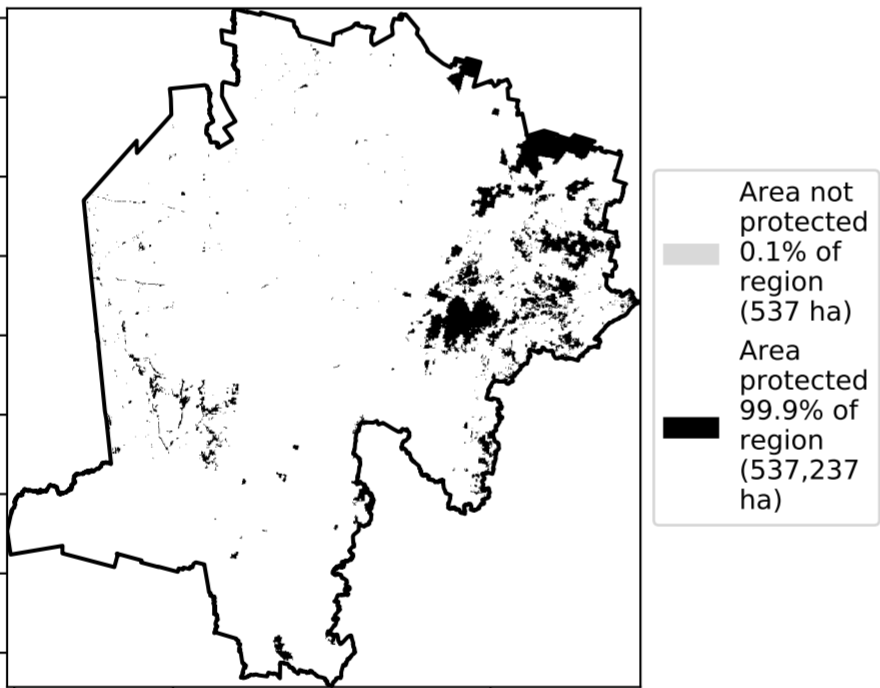 Area not
protected
0.1% of
region
(537 ha)
Area
protected
99.9% of
region
(537,237
ha)